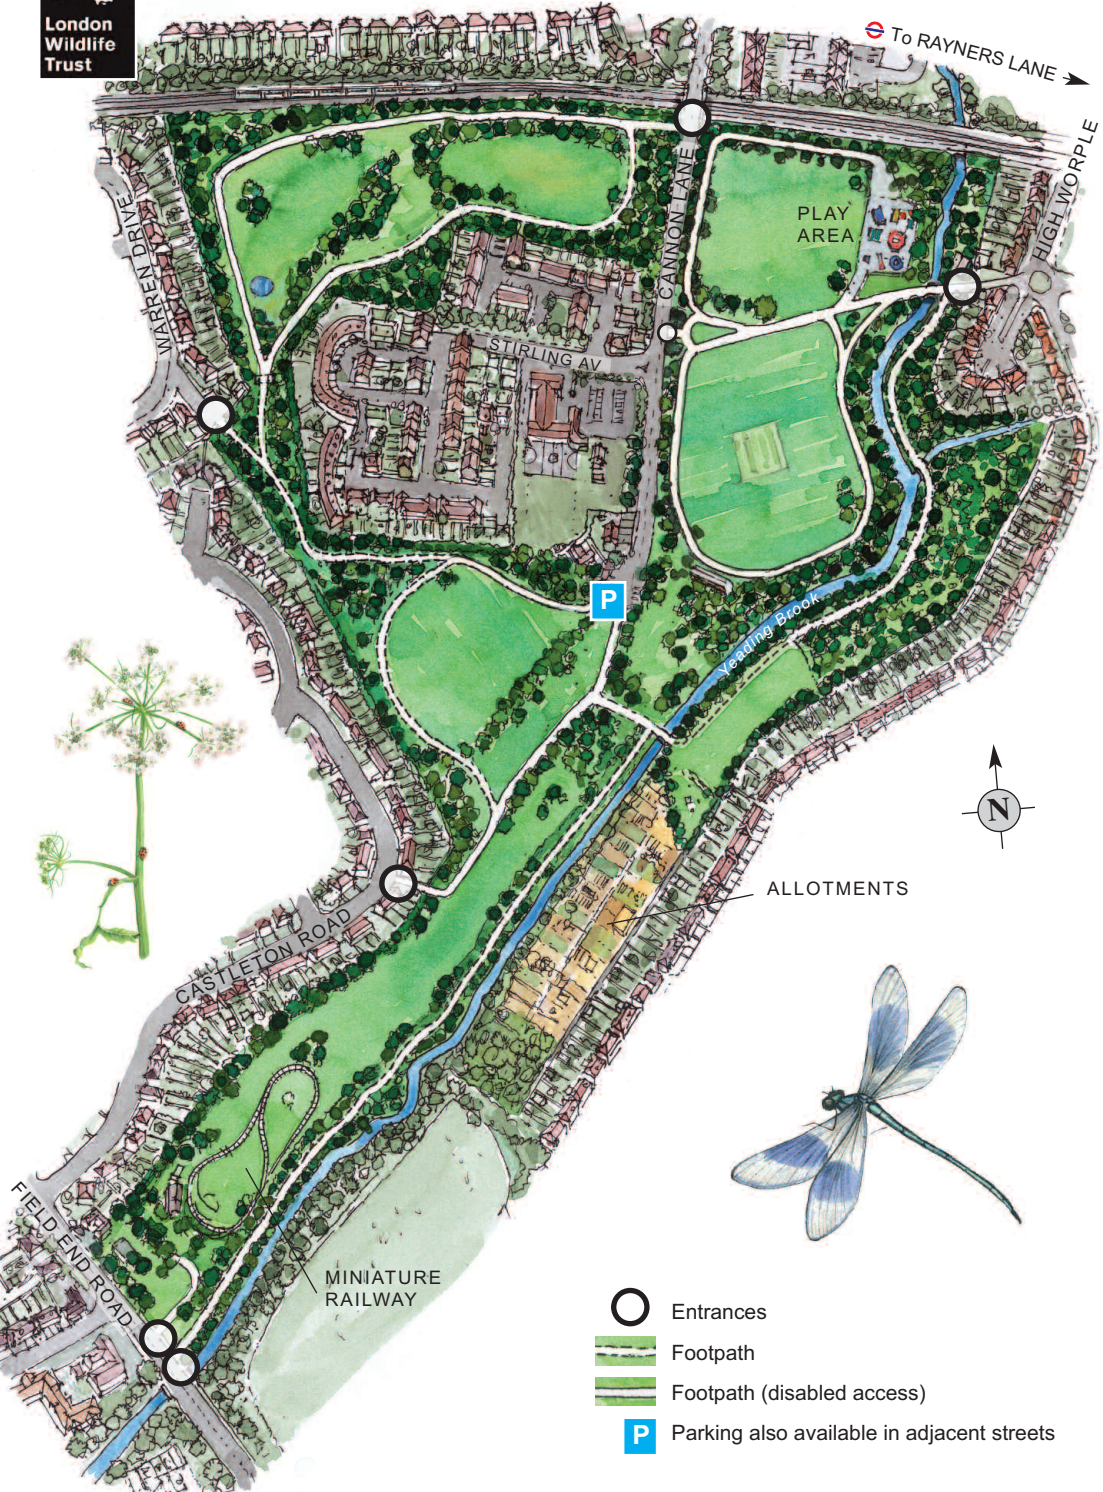 London
Wildlife
Trust
To RAYNERS LANE
HIGH WORPLE
CANNON LANE
PLAY
AREA
WARREN DRIVE
STIRLING AV
P
Yeading Brook
N
ALLOTMENTS
CASTLETON ROAD
FIELD END ROAD
MINIATURE
RAILWAY
Entrances
Footpath
Footpath (disabled access)
P Parking also available in adjacent streets